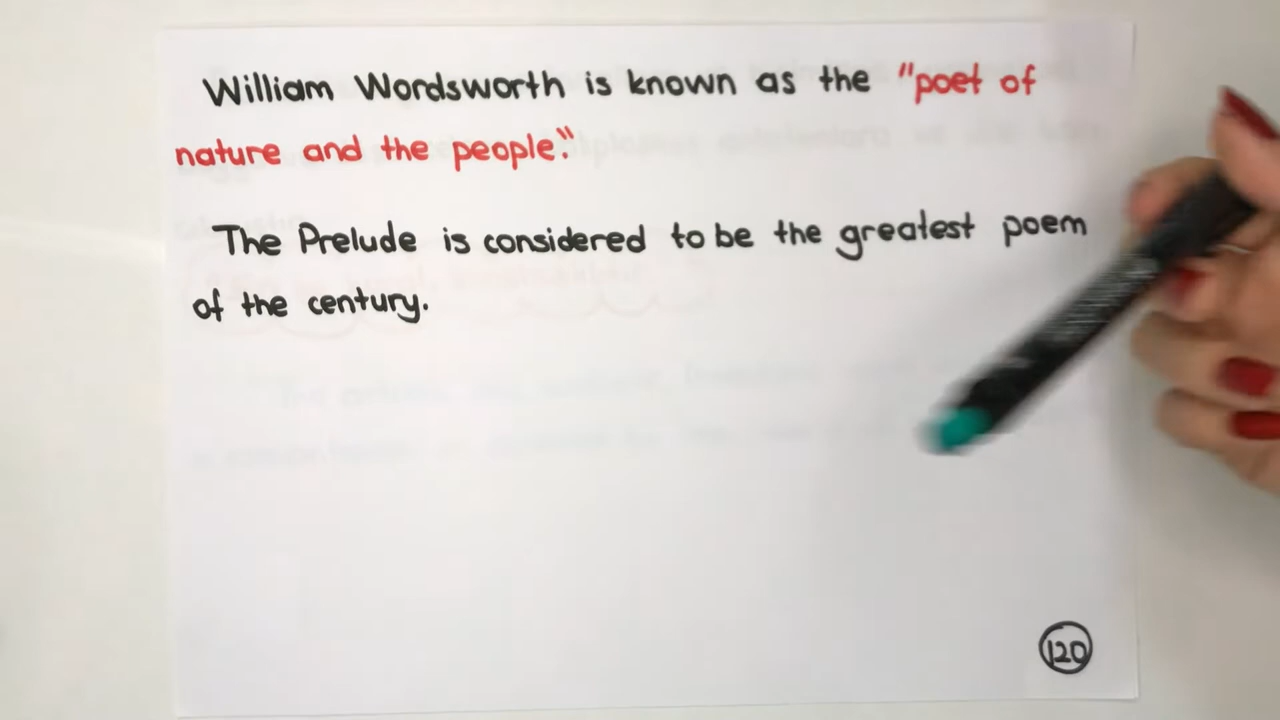 William Wordsworth is known as the "poet of
nature and the people."
The Prelude is considered to be the greatest poem
of the century.
120